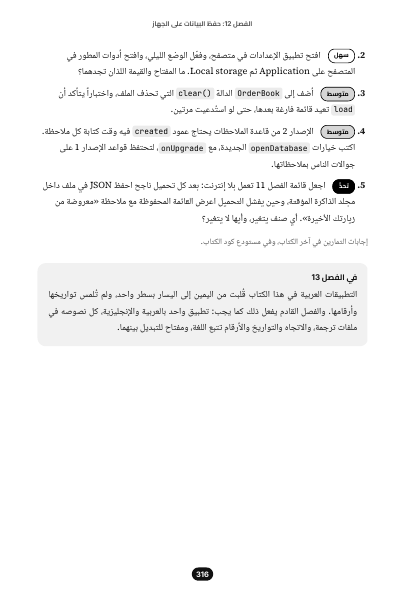 الفصل 12: حفظ البيانات على الجهاز
2. سهل افتح تطبيق الإعدادات في متصفح، وفعّل الوضع الليلي، وافتح أدوات المطور في
المتصفح على Application ثم Local storage. ما المفتاح والقيمة اللذان تجدهما؟
3. متوسط أضف إلى OrderBook الدالة clear() التي تحذف الملف، واختباراً يتأكد أن
load تعيد قائمة فارغة بعدها، حتى لو استُدعيت مرتين.
4. متوسط الإصدار 2 من قاعدة الملاحظات يحتاج عمود created فيه وقت كتابة كل ملاحظة.
اكتب خيارات openDatabase الجديدة، مع onUpgrade، لتحتفظ قواعد الإصدار 1 على
جوالات الناس بملاحظاتها.
5. تحدٍّ اجعل قائمة الفصل 11 تعمل بلا إنترنت: بعد كل تحميل ناجح احفظ JSON في ملف داخل
مجلد الذاكرة المؤقتة، وحين يفشل التحميل اعرض القائمة المحفوظة مع ملاحظة «معروضة من
زيارتك الأخيرة». أي صنف يتغير، وأيها لا يتغير؟
إجابات التمارين في آخر الكتاب، وفي مستودع كود الكتاب.
في الفصل 13
التطبيقات العربية في هذا الكتاب قُلبت من اليمين إلى اليسار بسطر واحد، ولم تُلمس تواريخها
وأرقامها. والفصل القادم يفعل ذلك كما يجب: تطبيق واحد بالعربية والإنجليزية، كل نصوصه في
ملفات ترجمة، والاتجاه والتواريخ والأرقام تتبع اللغة، ومفتاح للتبديل بينهما.
316